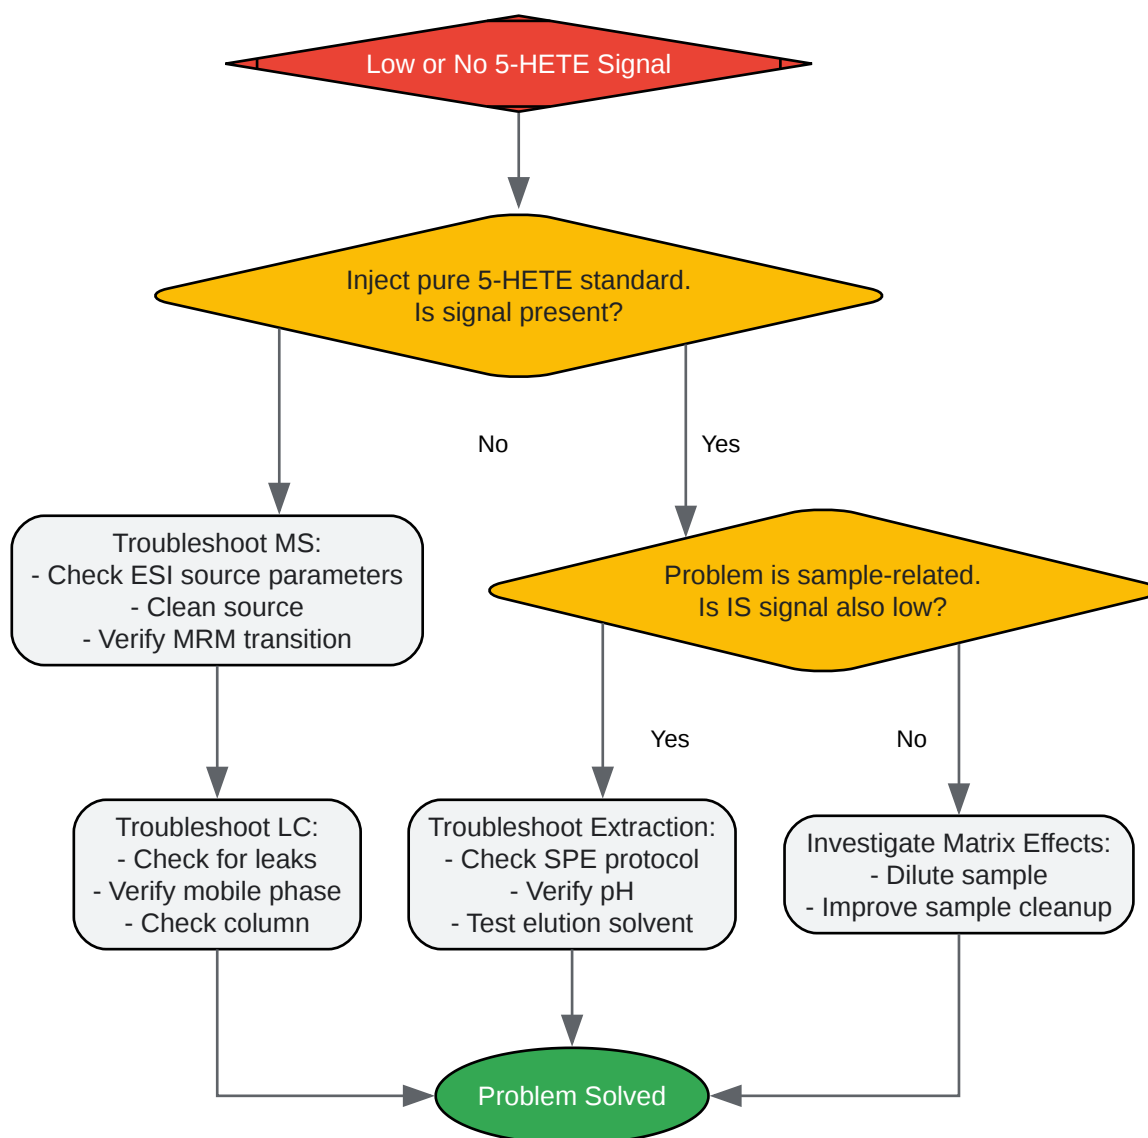 Low or No 5-HETE Signal
Inject pure 5-HETE standard.
Is signal present?
No
Yes
Troubleshoot MS:
- Check ESI source parameters
- Clean source
- Verify MRM transition
Problem is sample-related.
Is IS signal also low?
Yes
No
Troubleshoot LC:
- Check for leaks
- Verify mobile phase
- Check column
Troubleshoot Extraction:
- Check SPE protocol
- Verify pH
- Test elution solvent
Investigate Matrix Effects:
- Dilute sample
- Improve sample cleanup
Problem Solved